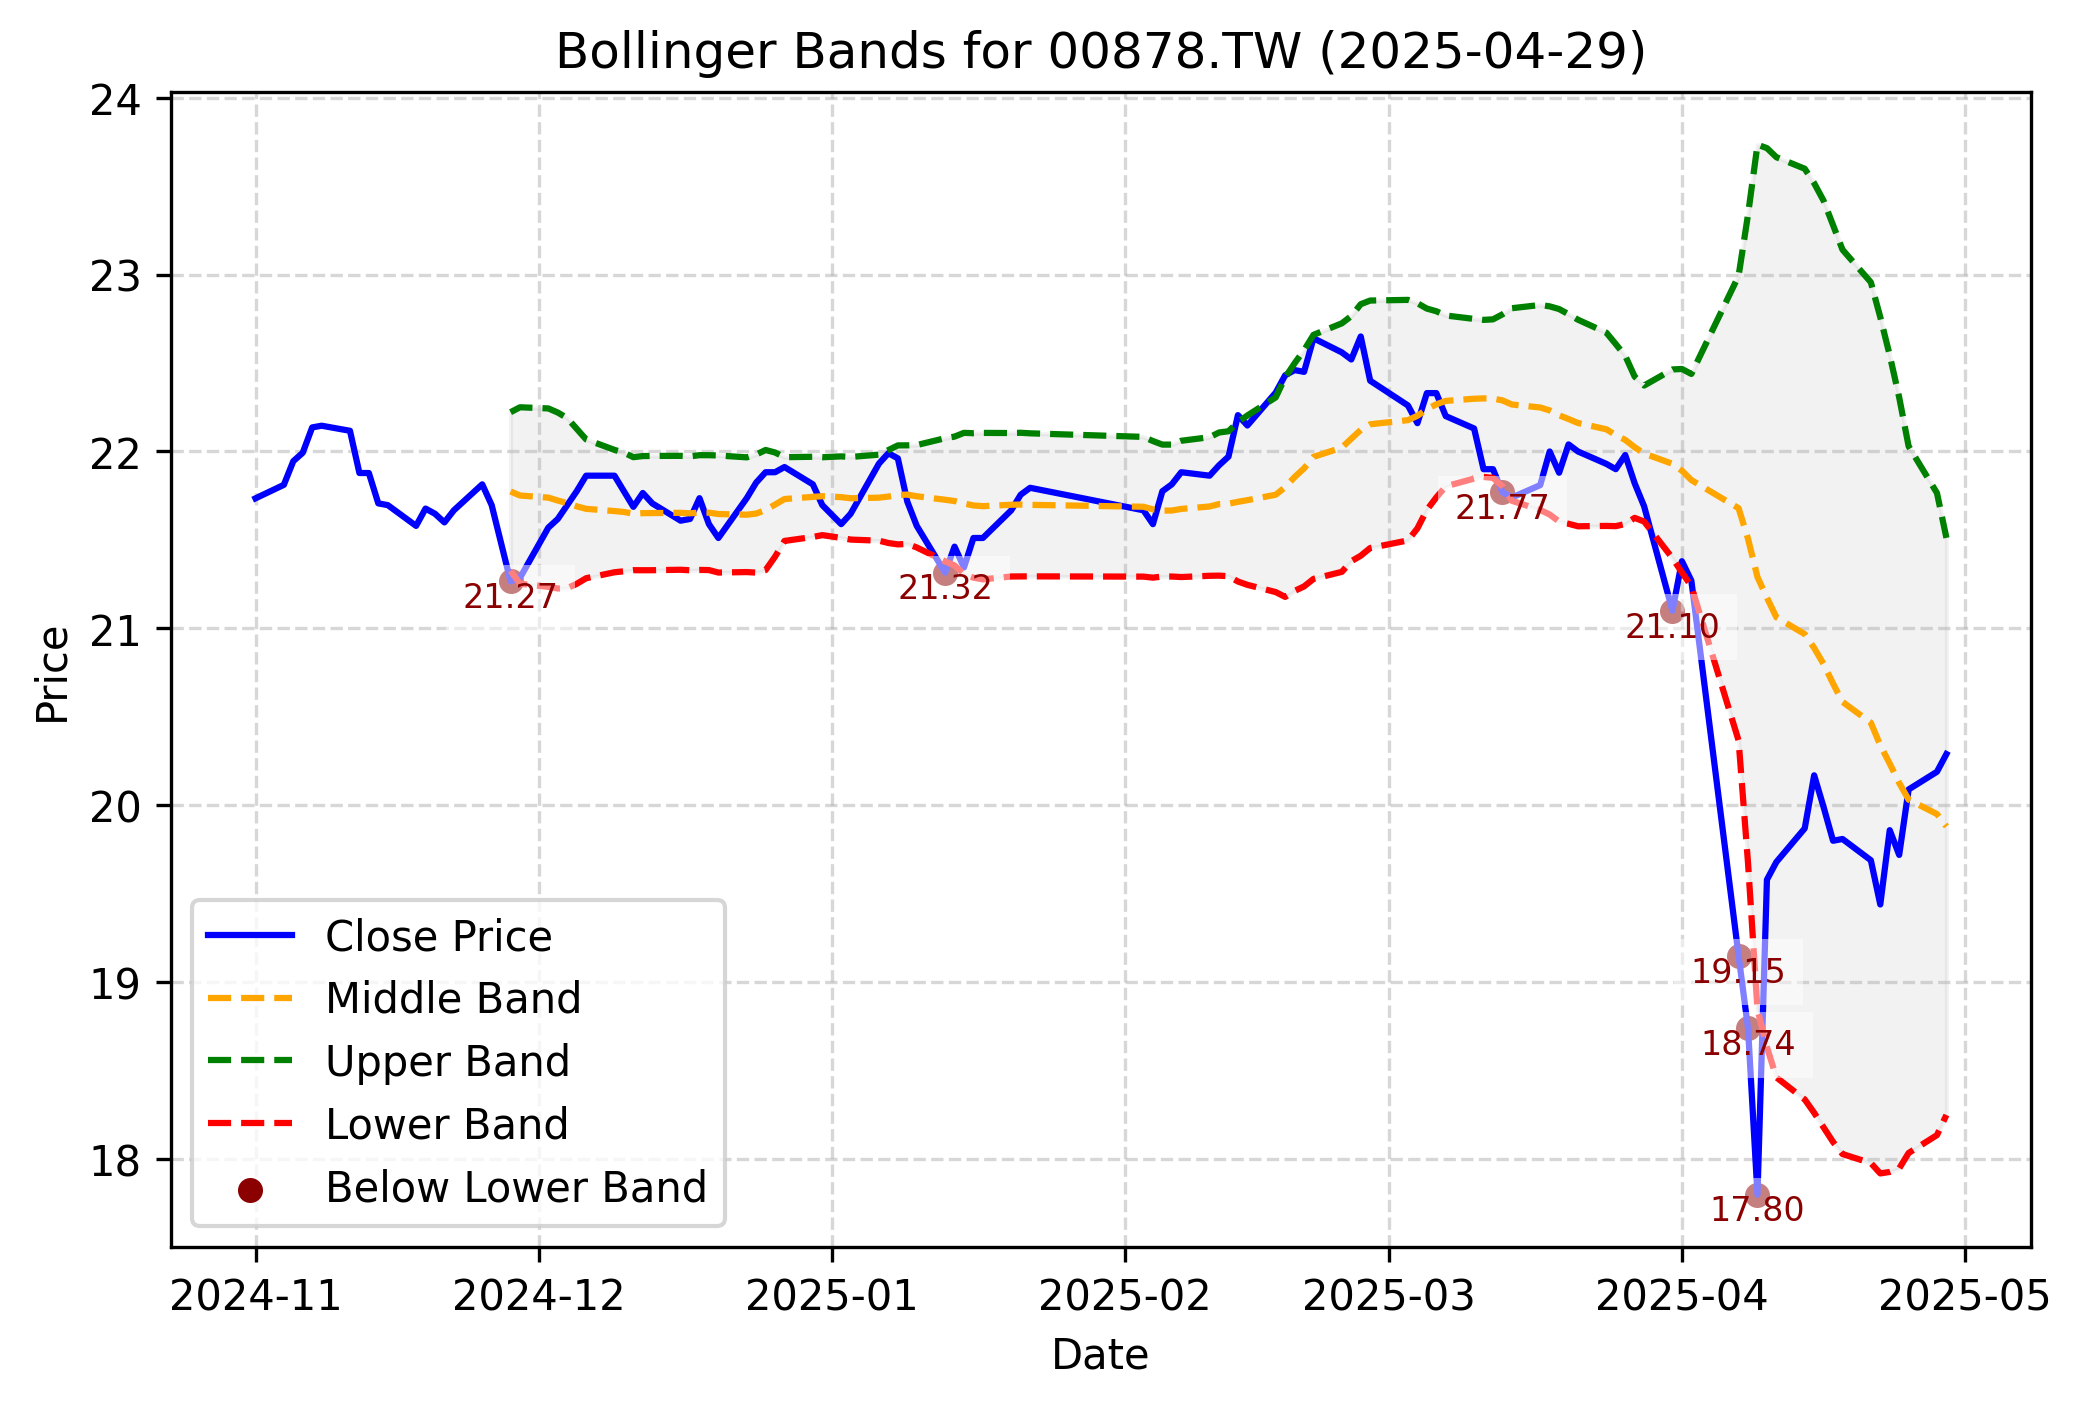 Bollinger Bands for 00878.TW (2025-04-29)
24
23
22
21
20
19
18
Price
21.27
21.32
21.77
21.10
19.15
18.74
17.80
Close Price
Middle Band
Upper Band
Lower Band
Below Lower Band
2024-11
2024-12
2025-01
2025-02
2025-03
2025-04
2025-05
Date